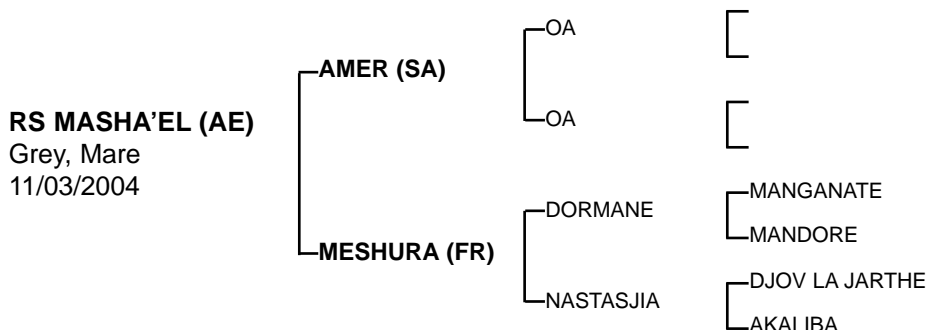 OA
AMER (SA)
OA
RS MASHA’EL (AE)
Grey, Mare
11/03/2004
MANGANATE
DORMANE
MANDORE
MESHURA (FR)
DJOV LA JARTHE
NASTASJIA
AKALIBA